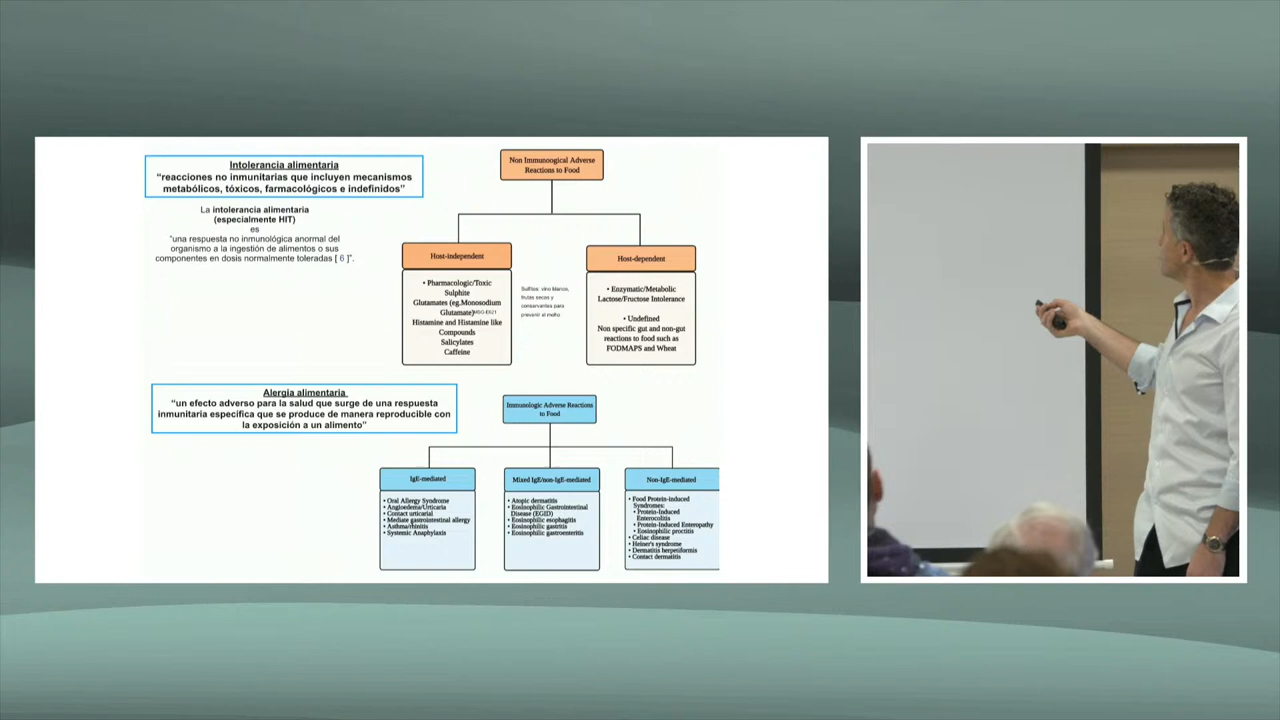 Intolerancia alimentaria
“reacciones no inmunitarias que incluyen mecanismos
metabólicos, tóxicos, farmacológicos e indefinidos”
La intolerancia alimentaria
(especialmente HIT)
es
“una respuesta no inmunológica anormal del
organismo a la ingestión de alimentos o sus
componentes en dosis normalmente toleradas [ 6 ]”.
Non Immunoogical Adverse
Reactions to Food
Host-independent
• Pharmacologic/Toxic
Sulphite
Glutamates (eg.Monosodium
Glutamate)MSG-E621
Histamine and Histamine like
Compounds
Salicylates
Caffeine
Sulfitos: vino blanco,
frutas secas y
conservantes para
prevenir el moho
Host-dependent
• Enzymatic/Metabolic
Lactose/Fructose Intolerance
• Undefined
Non specific gut and non-gut
reactions to food such as
FODMAPS and Wheat
Alergia alimentaria
“un efecto adverso para la salud que surge de una respuesta
inmunitaria específica que se produce de manera reproducible con
la exposición a un alimento”
Immunologic Adverse Reactions
to Food
IgE-mediated
• Oral Allergy Syndrome
• Angioedema/Urticaria
• Contact urticarial
• Mediate gastrointestinal allergy
• Asthma/rhinitis
• Systemic Anaphylaxis
Mixed IgE/non-IgE-mediated
• Atopic dermatitis
• Eosinophilic Gastrointestinal
Disease (EGID)
• Eosinophilic esophagitis
• Eosinophilic gastritis
• Eosinophilic gastroenteritis
Non-IgE-mediated
• Food Protein-induced
Syndromes:
• Protein-Induced
Enterocolitis
• Protein-Induced Enteropathy
• Eosinophilic proctitis
• Celiac disease
• Heiner's syndrome
• Dermatitis herpetiformis
• Contact dermatitis